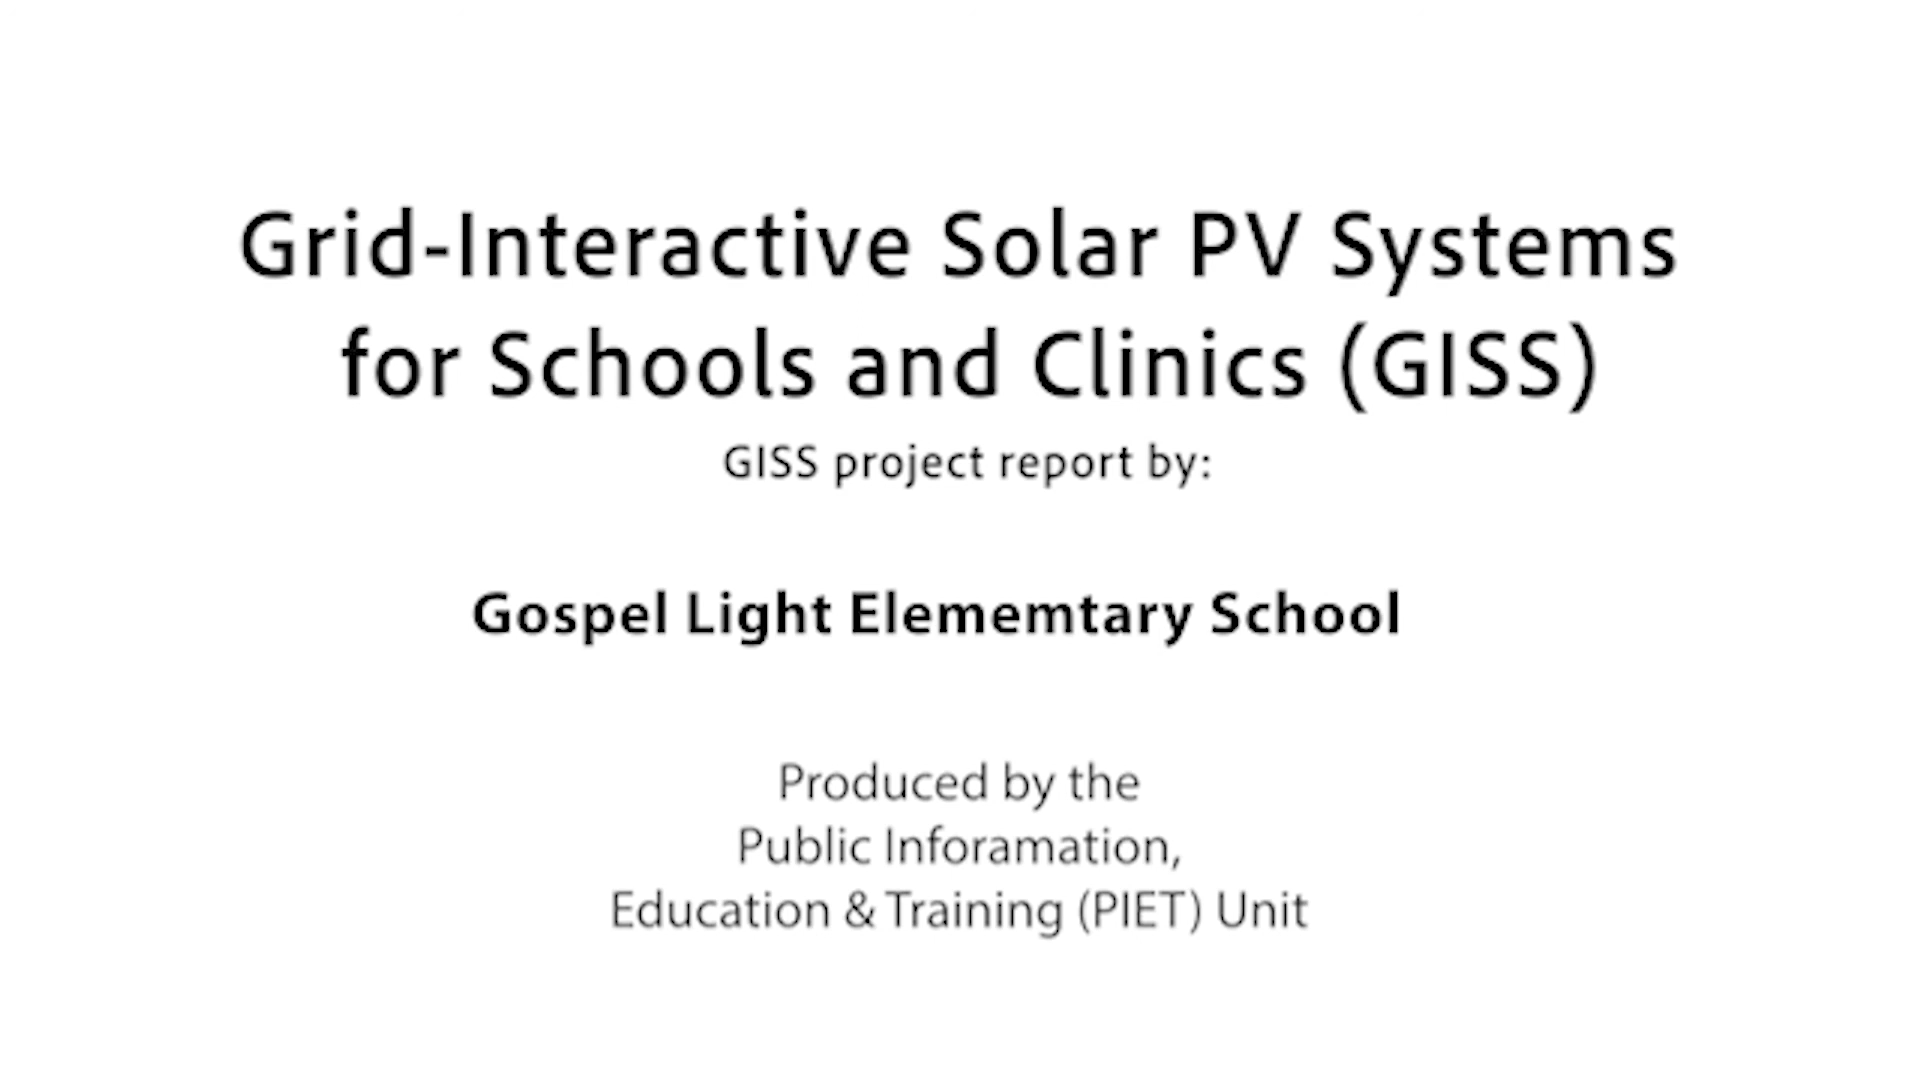 Grid-Interactive Solar PV Systems
for Schools and Clinics (GISS)
GISS project report by:
Gospel Light Elememtary School
Produced by the
Public Inforamation,
Education & Training (PIET) Unit